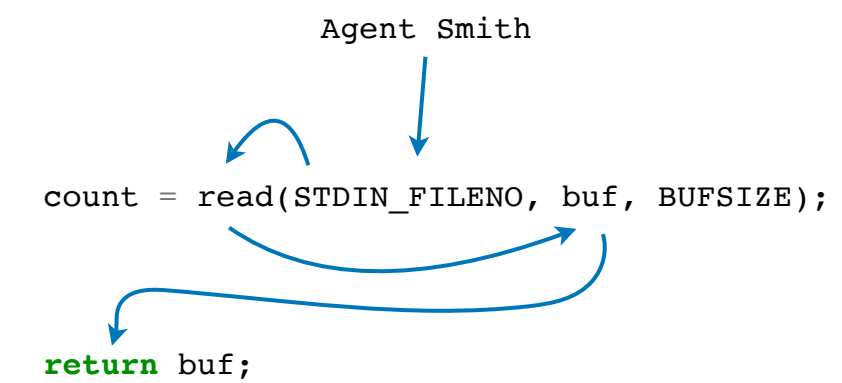 Agent Smith
count = read(STDIN_FILENO, buf, BUFSIZE);
return buf;